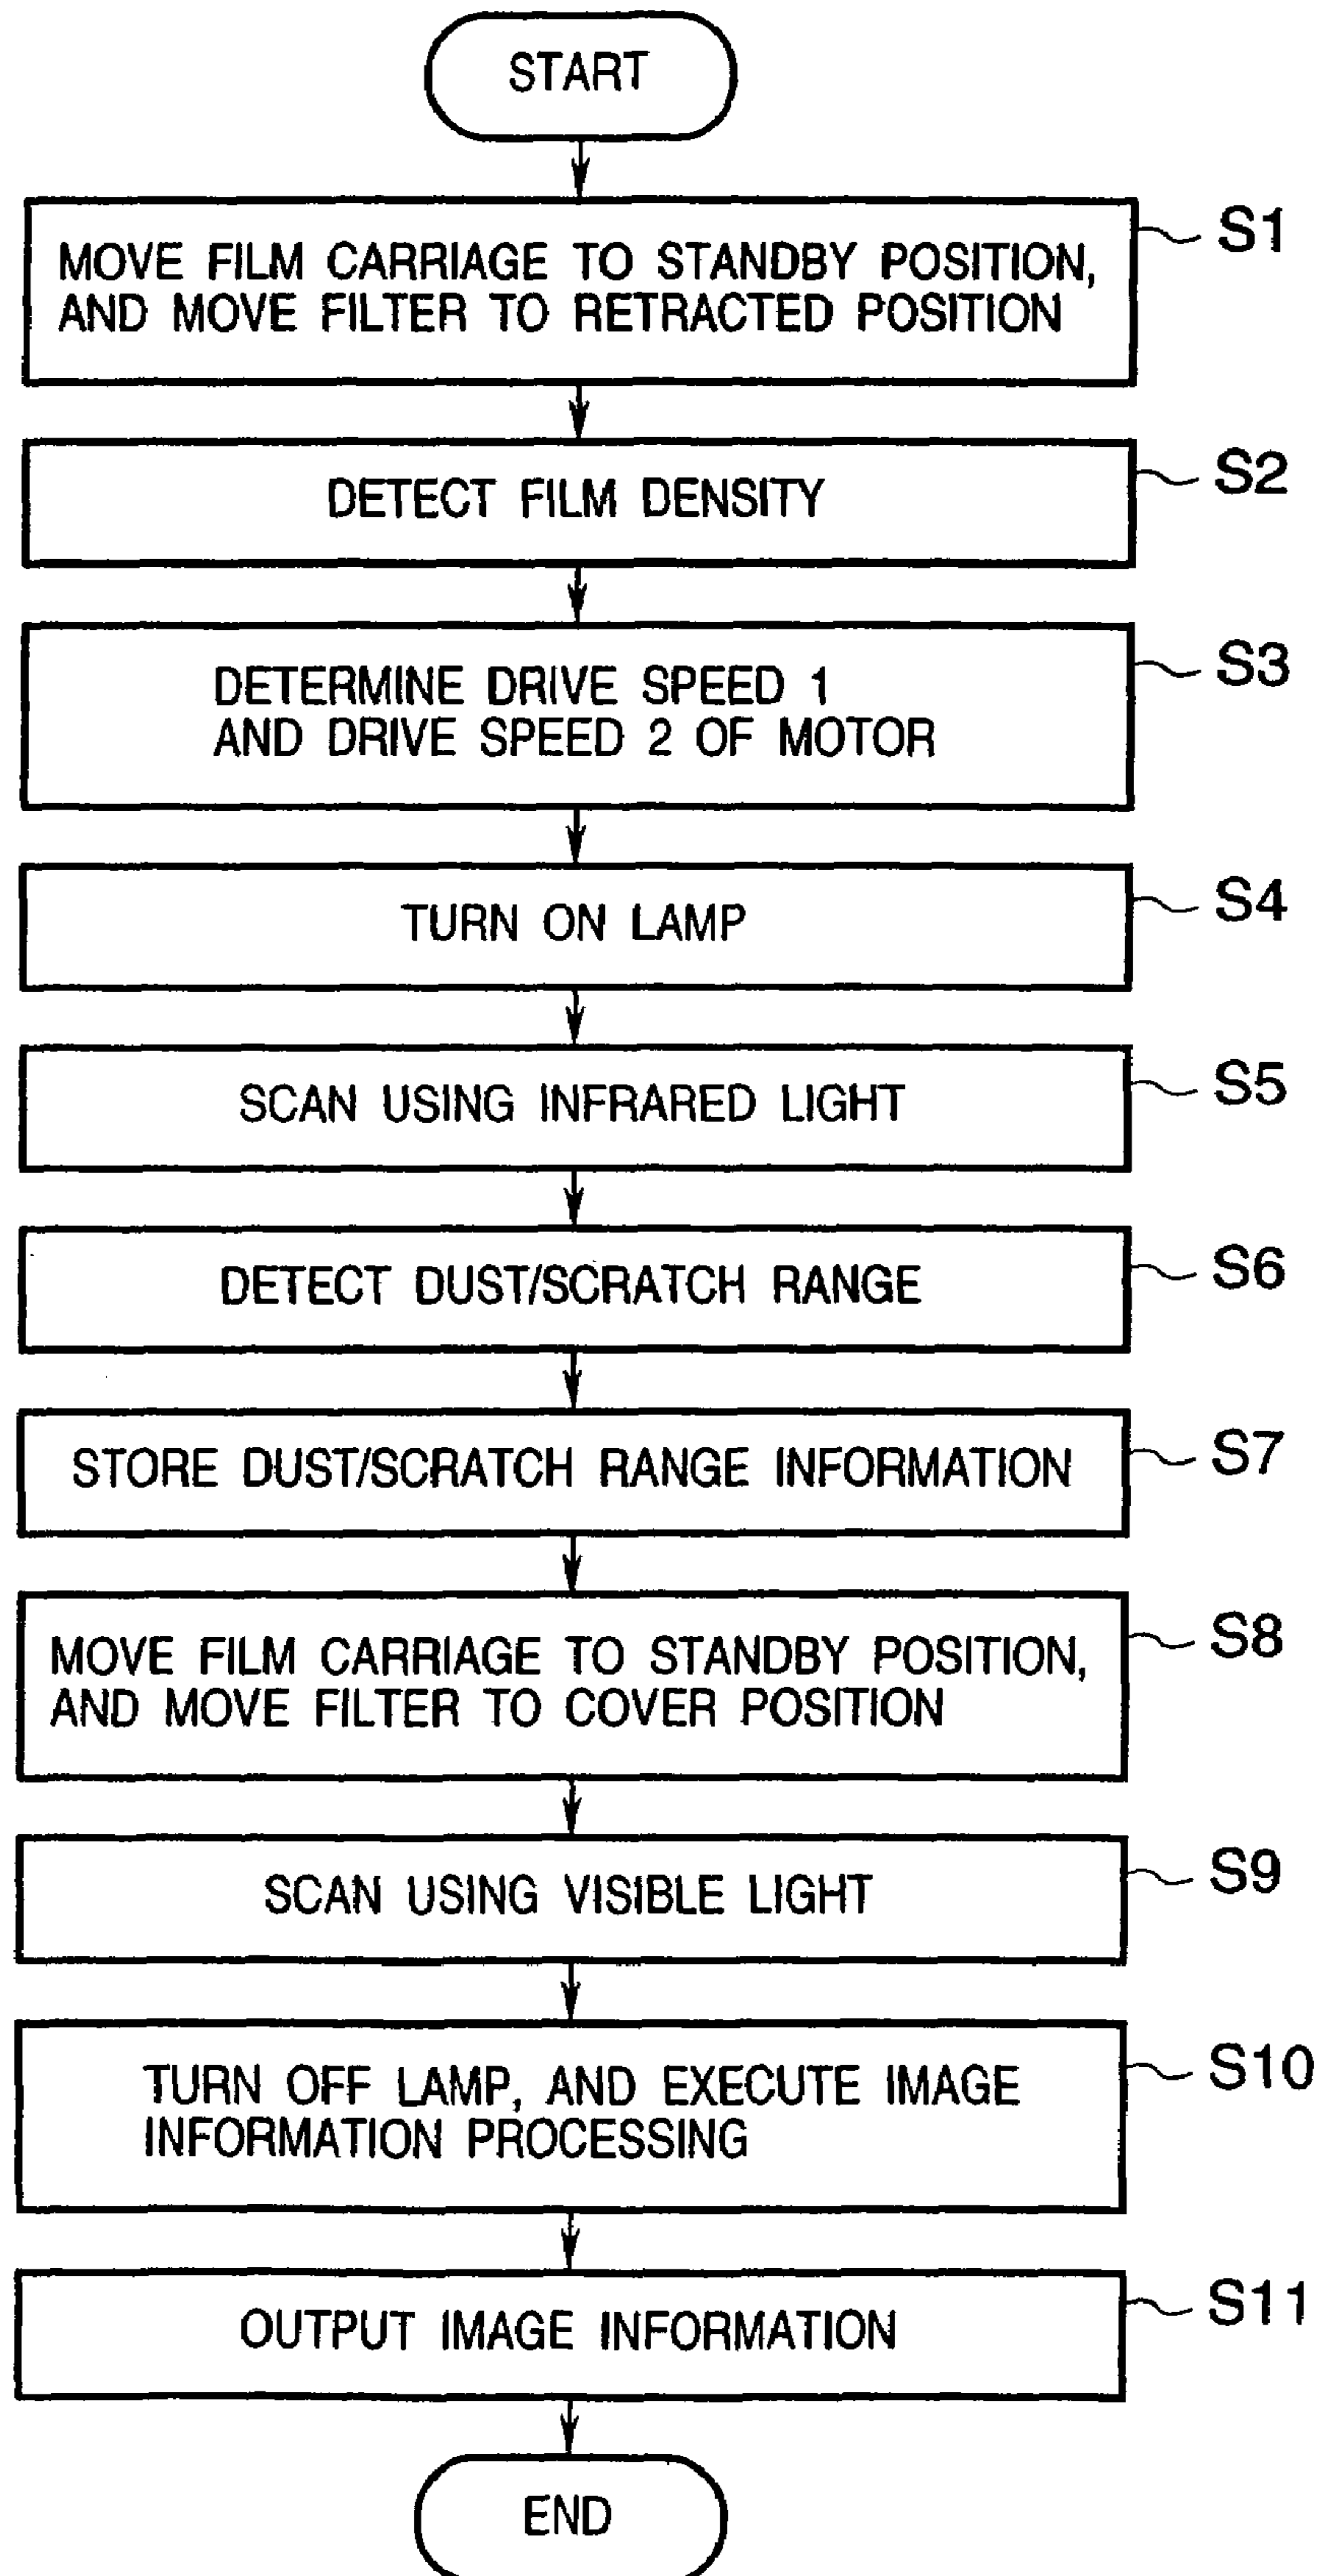 START
MOVE FILM CARRIAGE TO STANDBY POSITION,
AND MOVE FILTER TO RETRACTED POSITION
S1
DETECT FILM DENSITY
S2
DETERMINE DRIVE SPEED 1
AND DRIVE SPEED 2 OF MOTOR
S3
TURN ON LAMP
S4
SCAN USING INFRARED LIGHT
S5
DETECT DUST/SCRATCH RANGE
S6
STORE DUST/SCRATCH RANGE INFORMATION
S7
MOVE FILM CARRIAGE TO STANDBY POSITION,
AND MOVE FILTER TO COVER POSITION
S8
SCAN USING VISIBLE LIGHT
S9
TURN OFF LAMP, AND EXECUTE IMAGE
INFORMATION PROCESSING
S10
OUTPUT IMAGE INFORMATION
S11
END